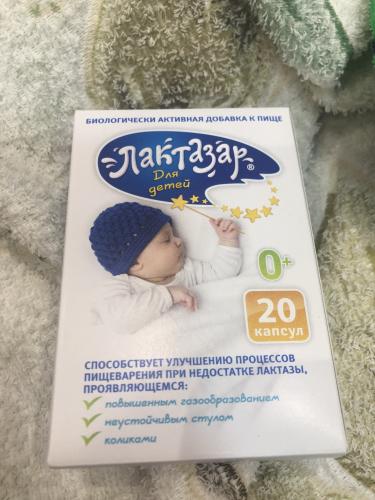 БИОЛОГИЧЕСКИ АКТИВНАЯ ДОБАВКА К ПИЩЕ
Лактазар®
Для
детей
0+
20
капсул
СПОСОБСТВУЕТ УЛУЧШЕНИЮ ПРОЦЕССОВ
ПИЩЕВАРЕНИЯ ПРИ НЕДОСТАТКЕ ЛАКТАЗЫ,
ПРОЯВЛЯЮЩЕМСЯ:
повышенным газообразованием
неустойчивым стулом
коликами